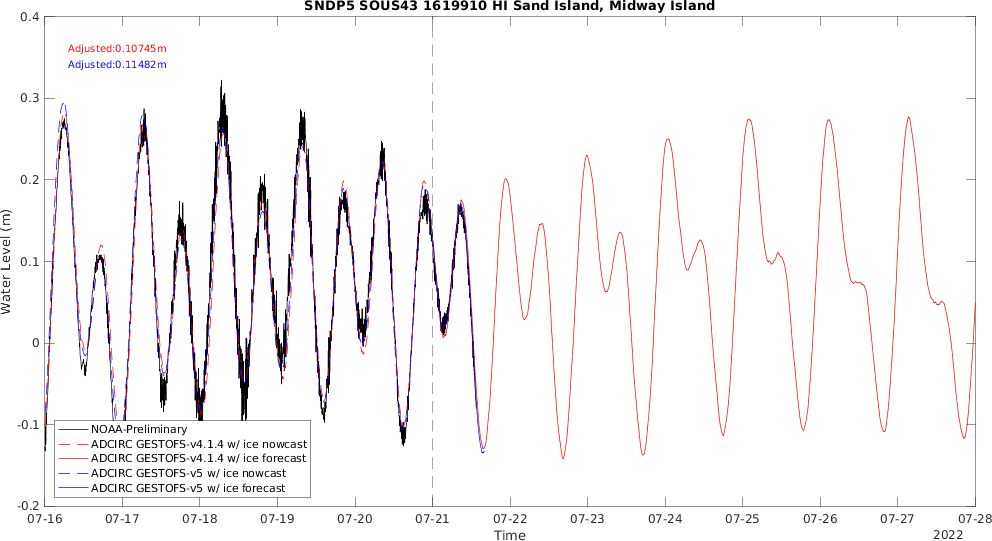 SNDP5 SOUS43 1619910 HI Sand Island, Midway Island
0.4
0.3
0.2
0.1
0
-0.1
-0.2
Water Level (m)
Adjusted:0.10745m
Adjusted:0.11482m
NOAA-Preliminary
ADCIRC GESTOFS-v4.1.4 w/ ice nowcast
ADCIRC GESTOFS-v4.1.4 w/ ice forecast
ADCIRC GESTOFS-v5 w/ ice nowcast
ADCIRC GESTOFS-v5 w/ ice forecast
07-16 07-17 07-18 07-19 07-20 07-21 07-22 07-23 07-24 07-25 07-26 07-27 07-28
Time
2022